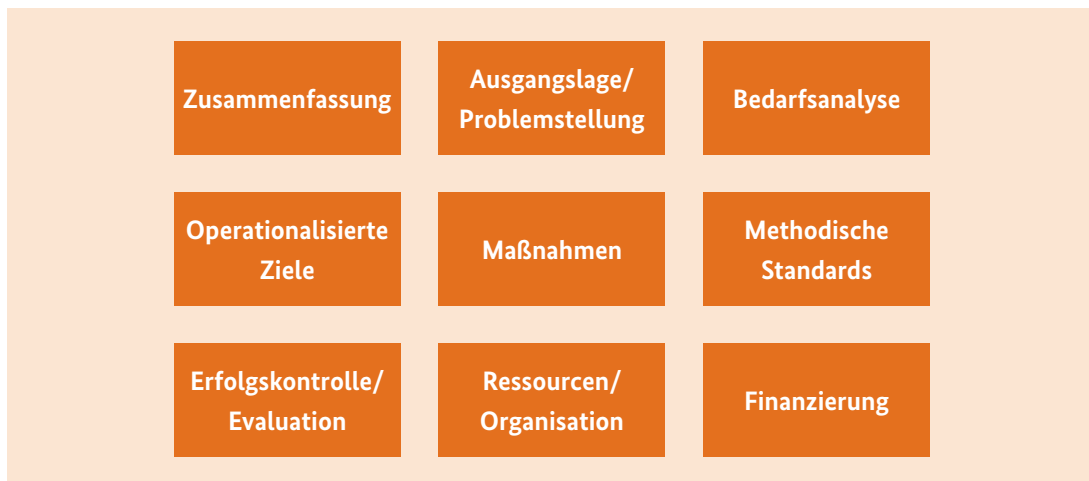 Zusammenfassung
Ausgangslage/
Problemstellung
Bedarfsanalyse
Operationalisierte
Ziele
Maßnahmen
Methodische
Standards
Erfolgskontrolle/
Evaluation
Ressourcen/
Organisation
Finanzierung